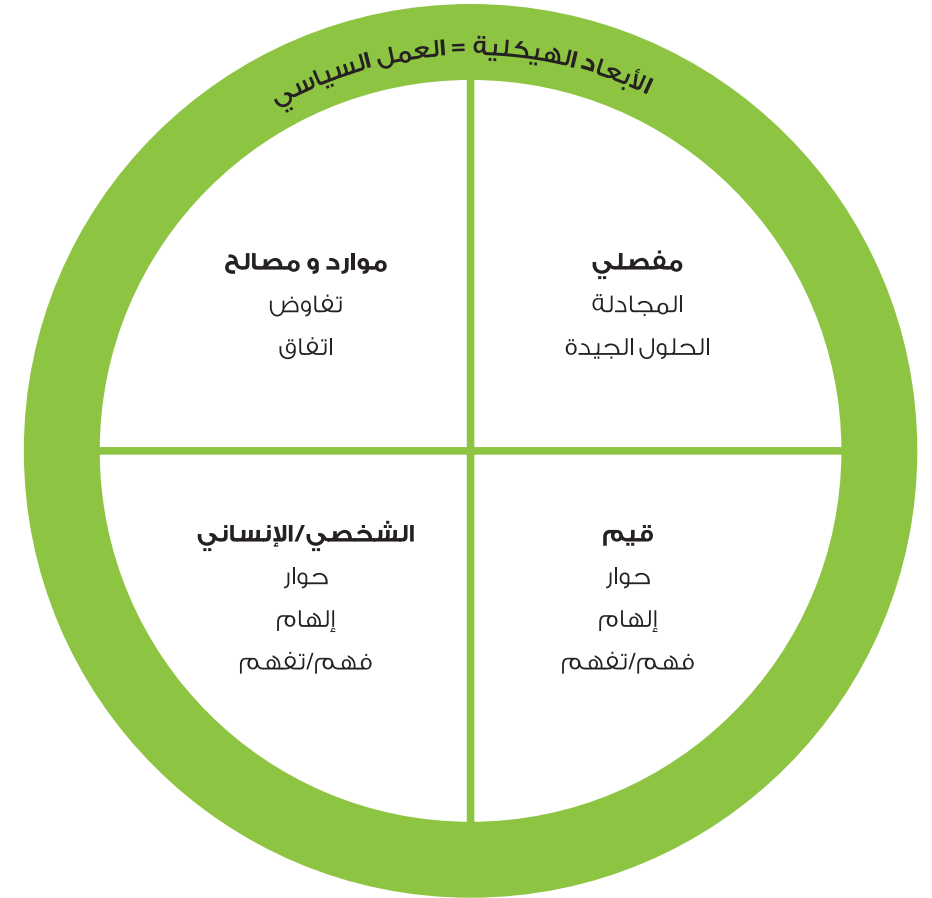 الأبعاد الهيكلية = العمل السياسي
مفصلي
المجادلة
الحلول الجيدة
موارد و مصالح
تفاوض
اتفاق
قيم
حوار
إلهام
فهم/تفهم
الشخصي/الإنساني
حوار
إلهام
فهم/تفهم